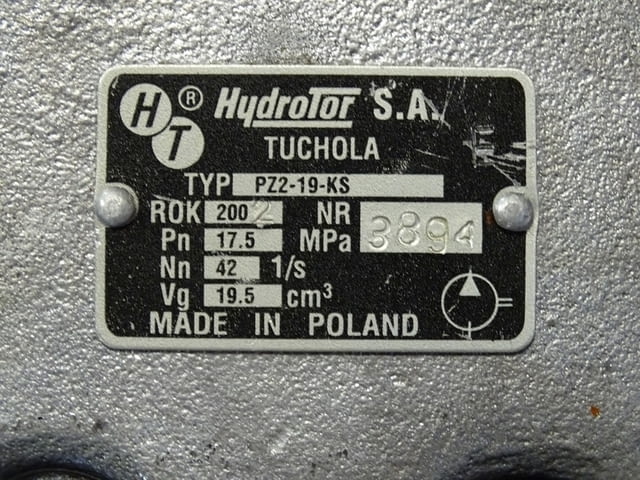 HT ® HydroTor S.A.
TUCHOLA
TYP PZ2-19-KS
ROK 2002 NR 3894
Pn 17.5 MPa
Nn 42 1/s
Vg 19.5 cm³
MADE IN POLAND